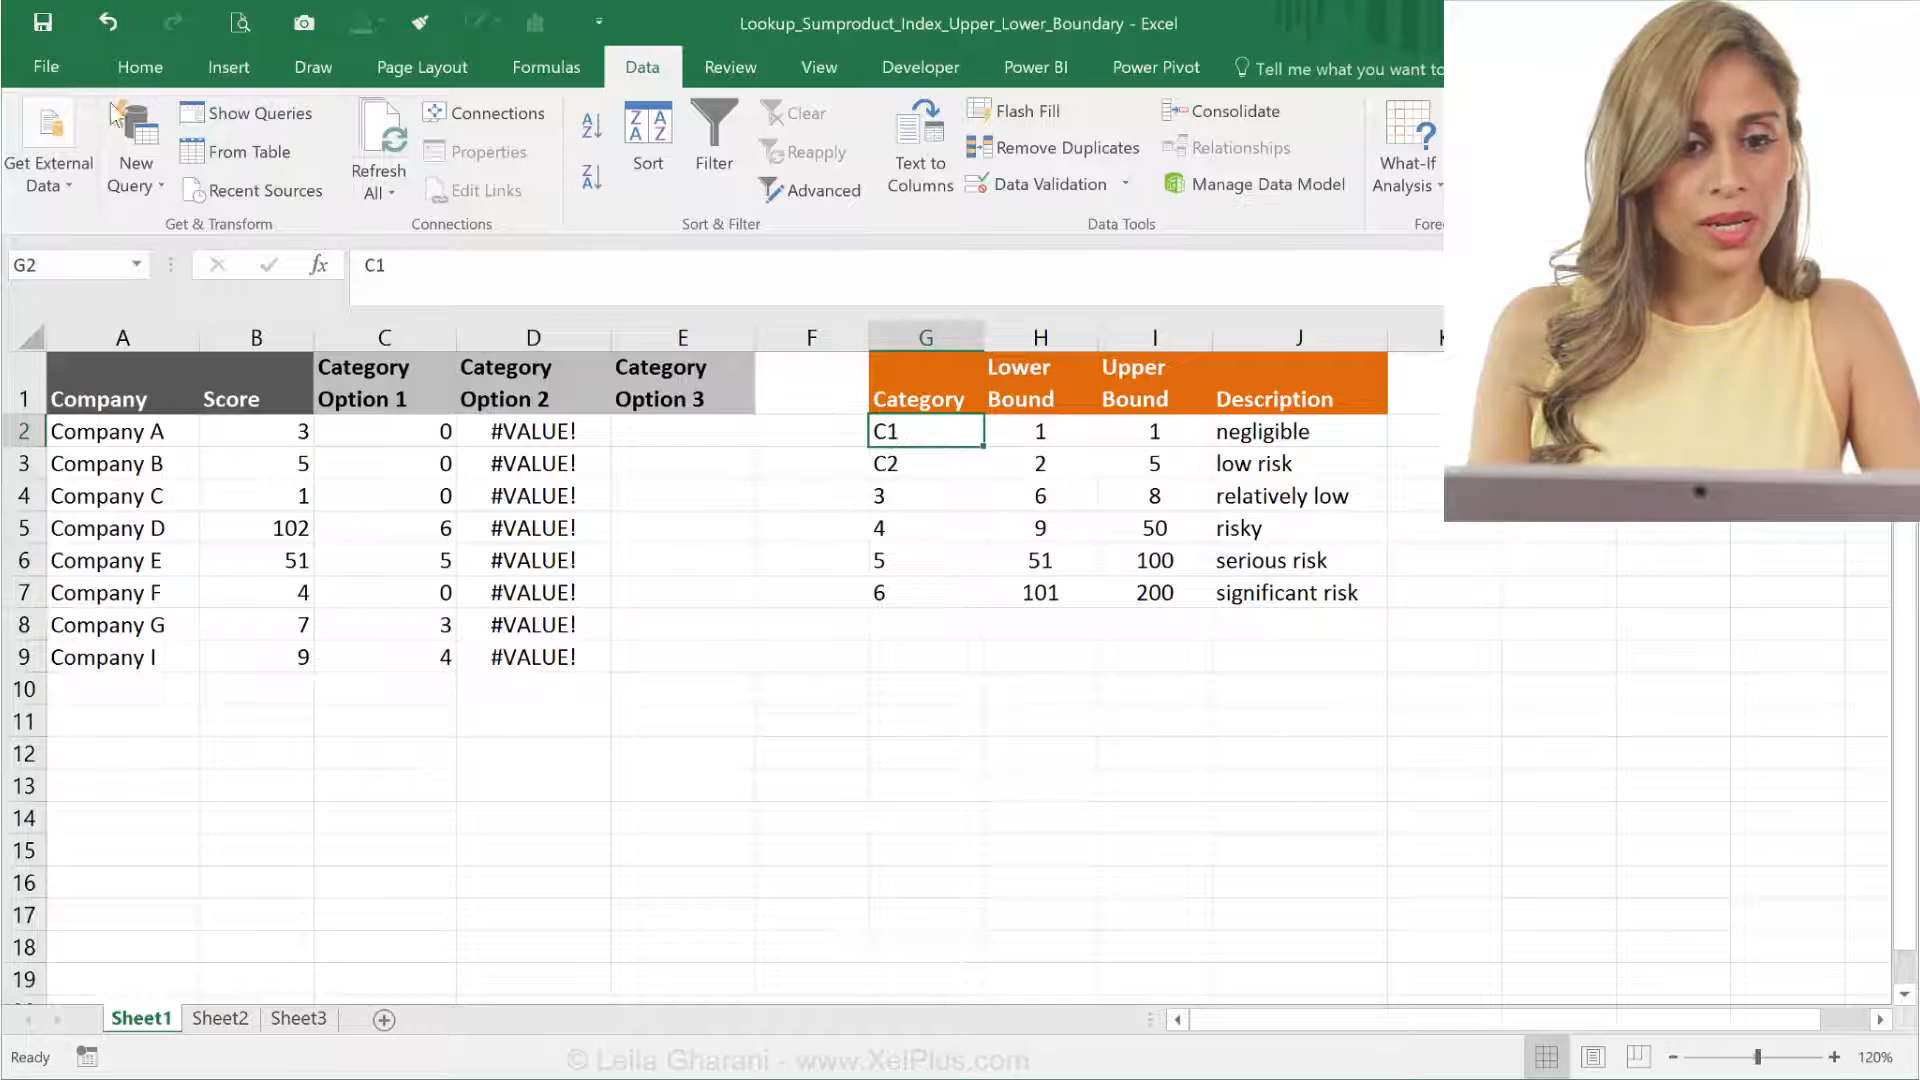 Lookup_Sumproduct_Index_Upper_Lower_Boundary - Excel
File Home Insert Draw Page Layout Formulas Data Review View Developer Power BI Power Pivot Tell me what you want to
Get External Data
New Query
Show Queries
From Table
Recent Sources
Get & Transform
Refresh All
Connections
Properties
Edit Links
Connections
Sort
Filter
Clear
Reapply
Advanced
Sort & Filter
Text to Columns
Flash Fill
Remove Duplicates
Data Validation
Consolidate
Relationships
Manage Data Model
Data Tools
What-If Analysis
Fore
G2 fx C1
A B C D E F G H I J
1 Company Score Category Option 1 Category Option 2 Category Option 3 Category Lower Bound Upper Bound Description
2 Company A 3 0 #VALUE! C1 1 1 negligible
3 Company B 5 0 #VALUE! C2 2 5 low risk
4 Company C 1 0 #VALUE! 3 6 8 relatively low
5 Company D 102 6 #VALUE! 4 9 50 risky
6 Company E 51 5 #VALUE! 5 51 100 serious risk
7 Company F 4 0 #VALUE! 6 101 200 significant risk
8 Company G 7 3 #VALUE!
9 Company I 9 4 #VALUE!
10
11
12
13
14
15
16
17
18
19
Sheet1 Sheet2 Sheet3
Ready © Leila Gharani - www.XelPlus.com 120%